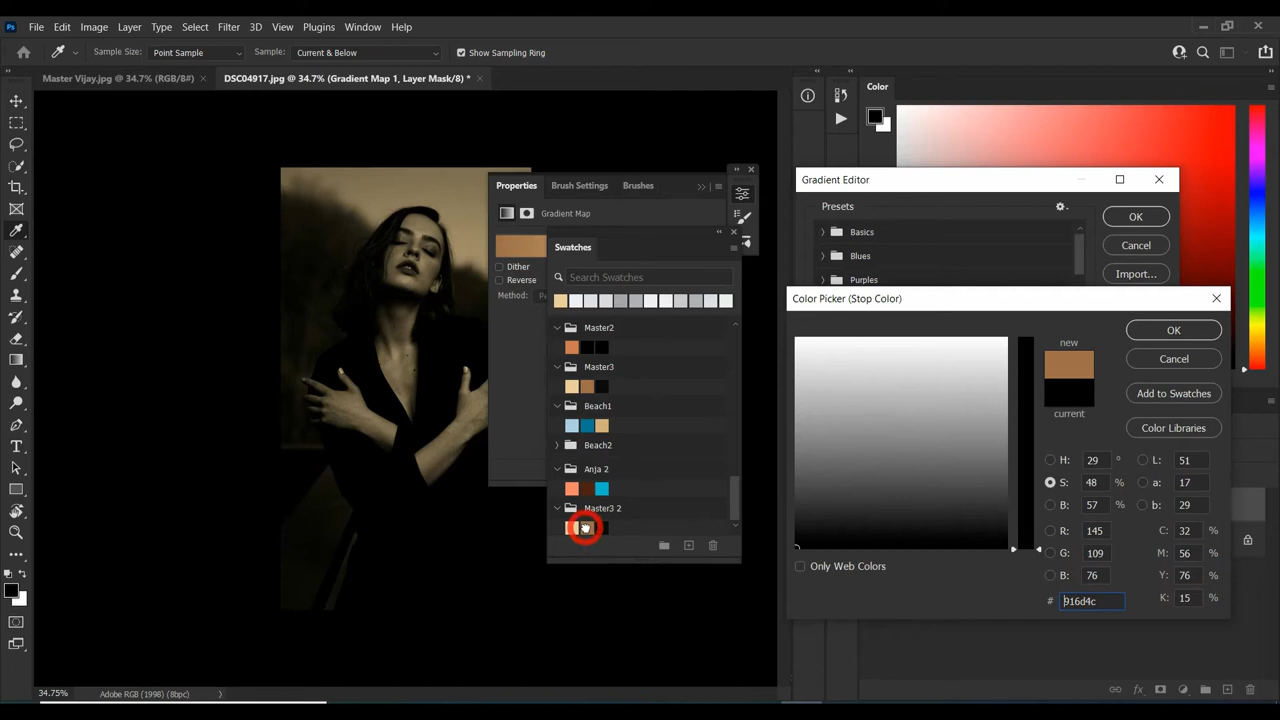 Ps File Edit Image Layer Type Select Filter 3D View Plugins Window Help
Sample Size: Point Sample Sample: Current & Below Show Sampling Ring
Master Vijay.jpg @ 34.7% (RGB/8#) × DSC04917.jpg @ 34.7% (Gradient Map 1, Layer Mask/8) * ×
Color
Gradient Editor
Presets
Basics
Blues
Purples
OK
Cancel
Import...
Properties Brush Settings Brushes
Gradient Map
Dither
Reverse
Method:
Swatches
Search Swatches
Master2
Master3
Beach1
Beach2
Anja 2
Master3 2
Color Picker (Stop Color)
new
current
OK
Cancel
Add to Swatches
Color Libraries
H: 29 ° L: 51
S: 48 % a: 17
B: 57 % b: 29
R: 145 C: 32 %
G: 109 M: 56 %
B: 76 Y: 76 %
# 916d4c K: 15 %
Only Web Colors
34.75% Adobe RGB (1998) (8bpc)